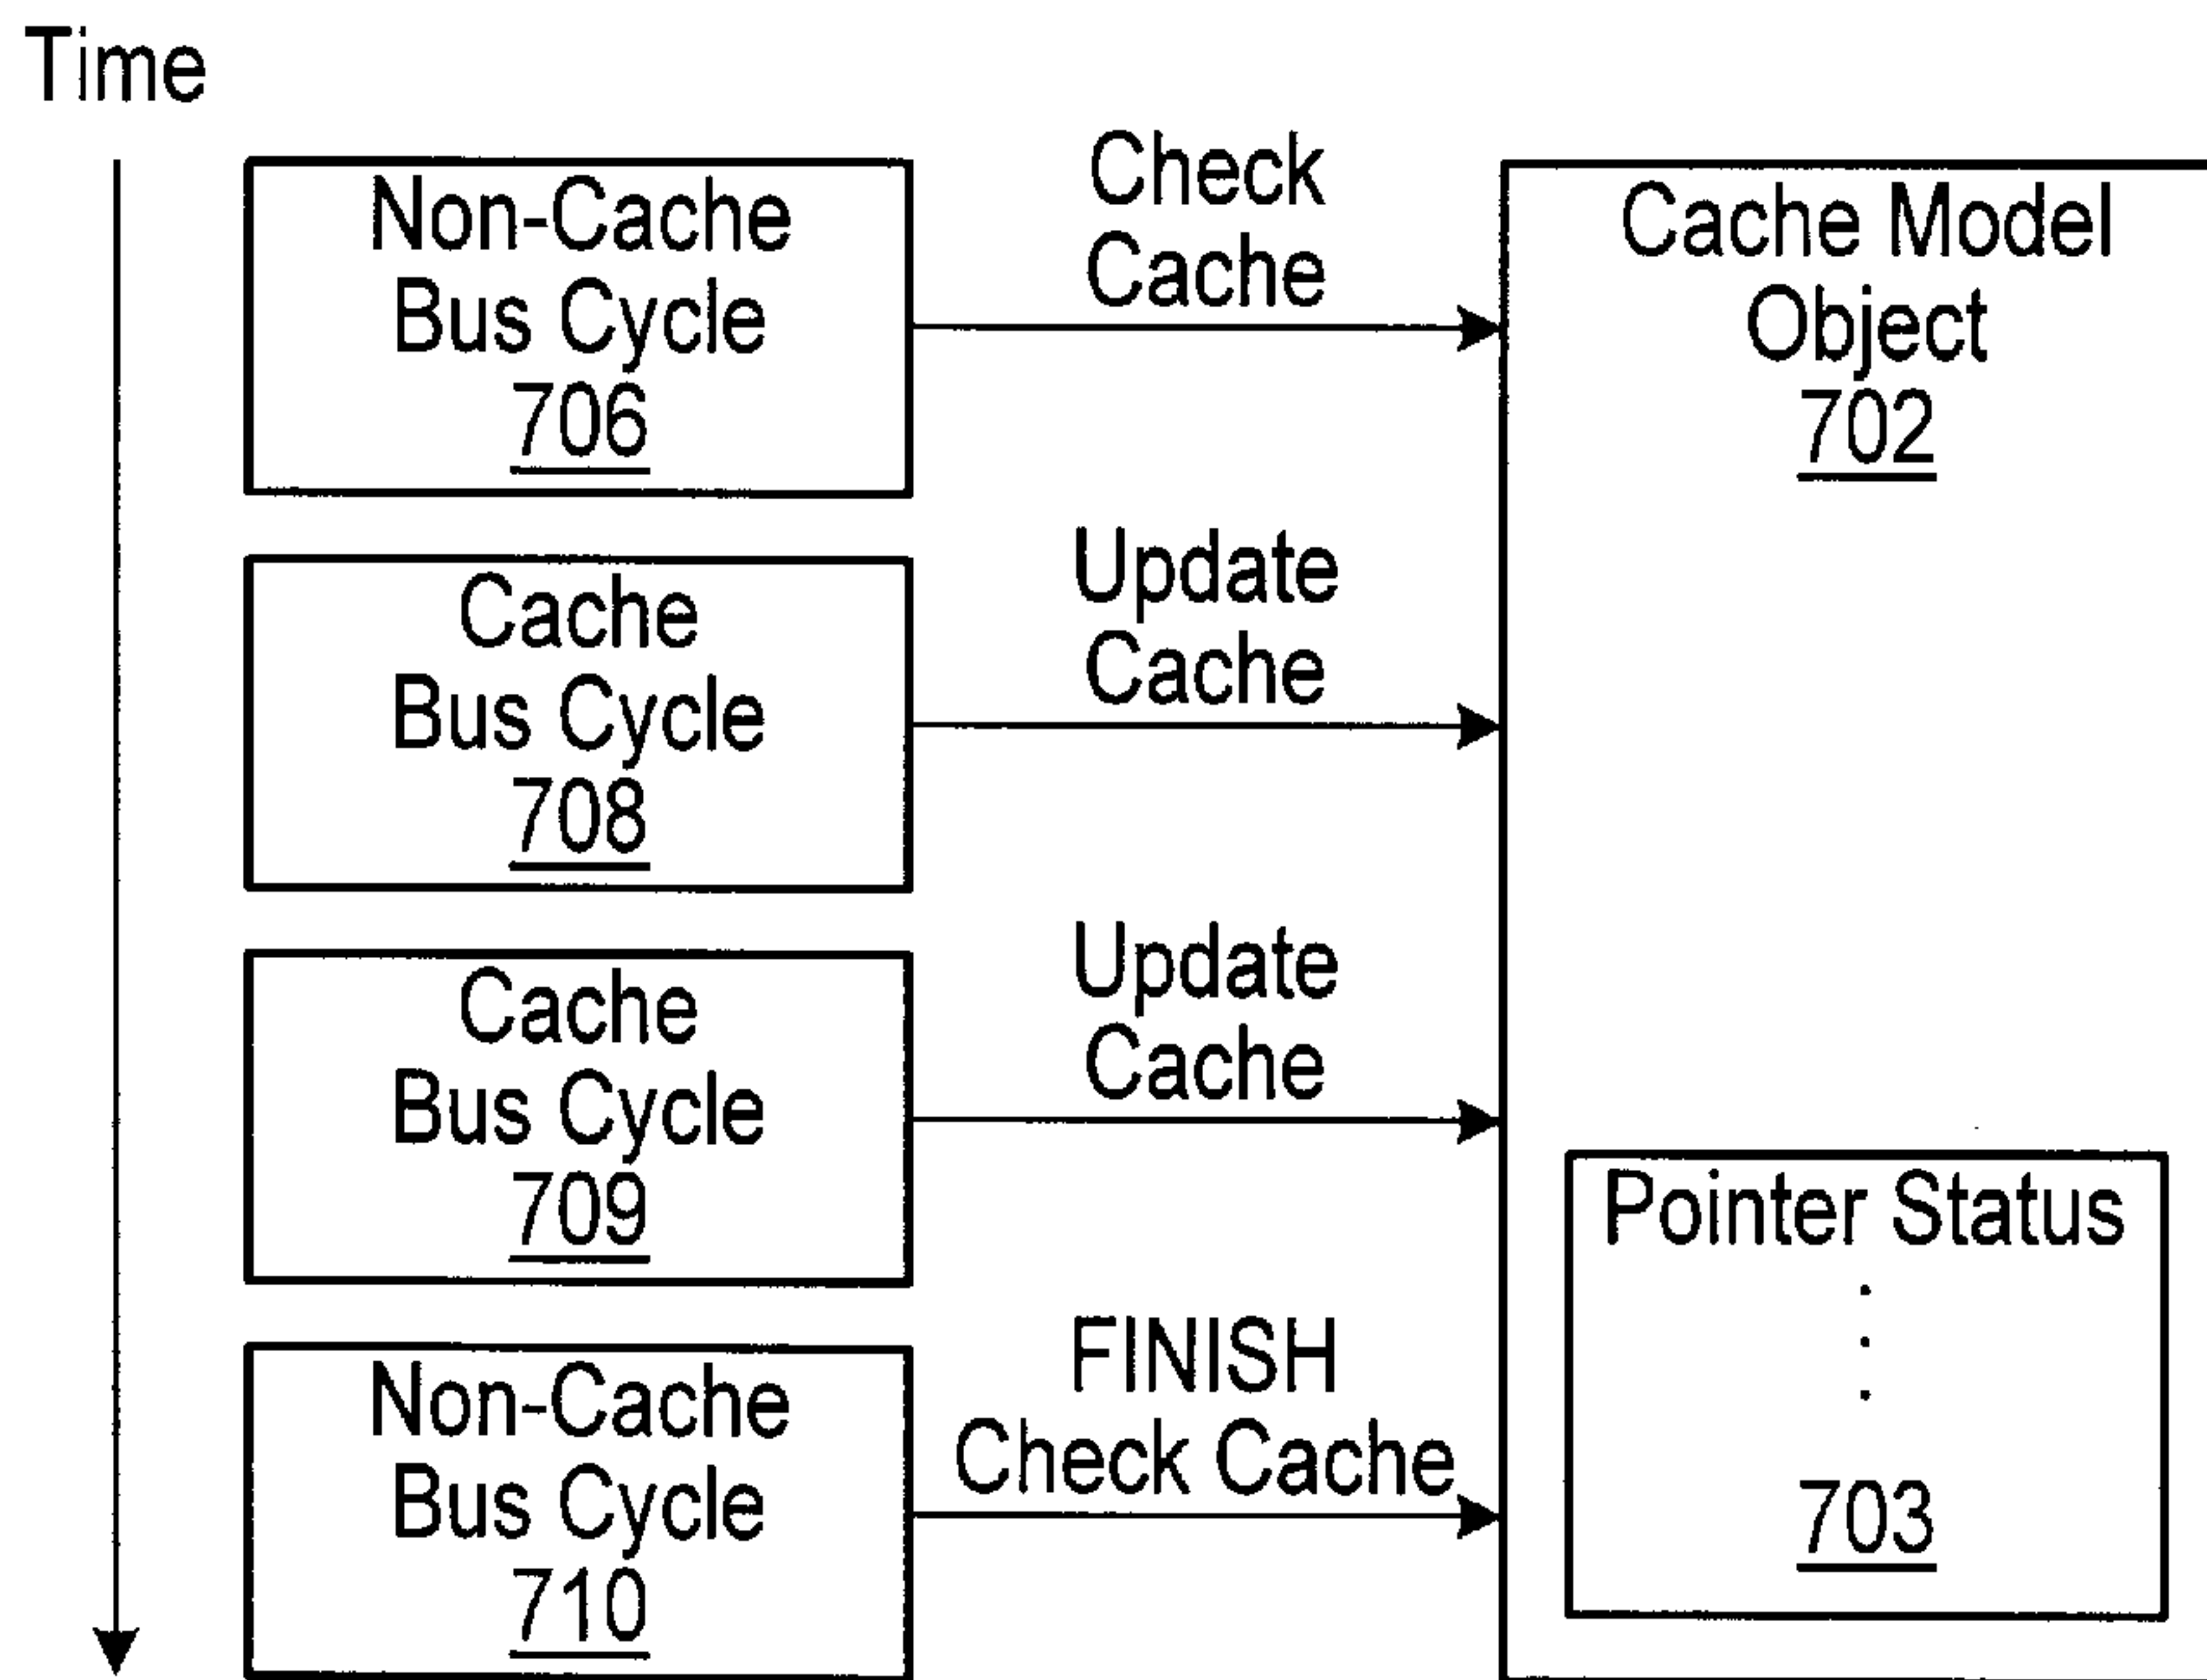 Time
Non-Cache
Bus Cycle
706
Check
Cache
Cache Model
Object
702
Cache
Bus Cycle
708
Update
Cache
Cache
Bus Cycle
709
Update
Cache
Pointer Status
703
Non-Cache
Bus Cycle
710
FINISH
Check Cache